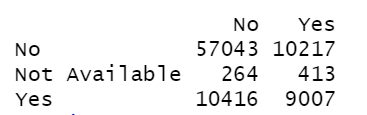 No Yes
No 57043 10217
Not Available 264 413
Yes 10416 9007